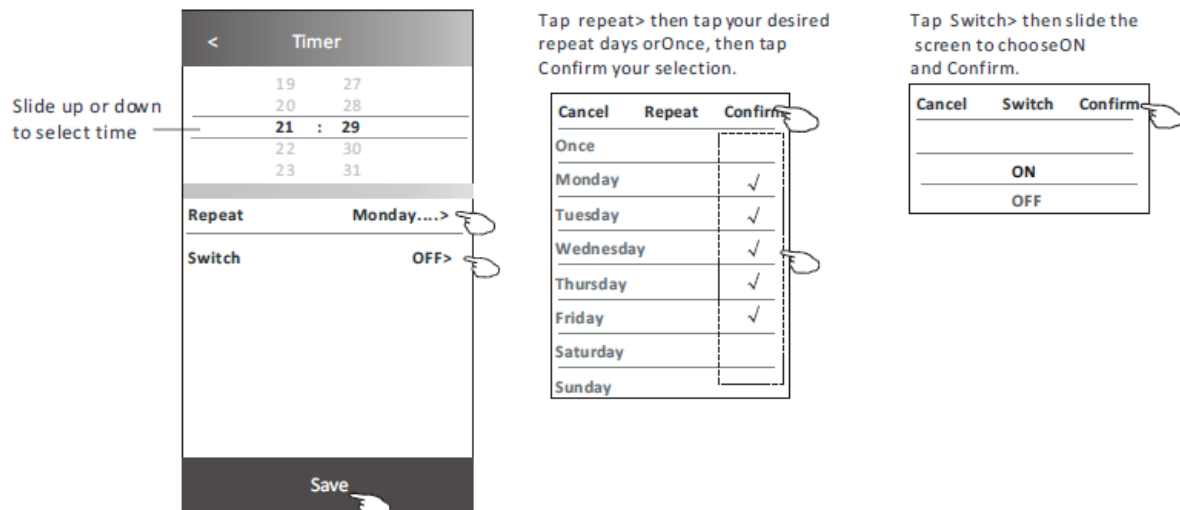 Slide up or down
to select time
< Timer
19 27
20 28
21 : 29
22 30
23 31
Repeat Monday....>
Switch OFF>
Save
Tap repeat> then tap your desired
repeat days orOnce, then tap
Confirm your selection.
Cancel Repeat Confirm
Once
Monday √
Tuesday √
Wednesday √
Thursday √
Friday √
Saturday
Sunday
Tap Switch> then slide the
screen to chooseON
and Confirm.
Cancel Switch Confirm
ON
OFF